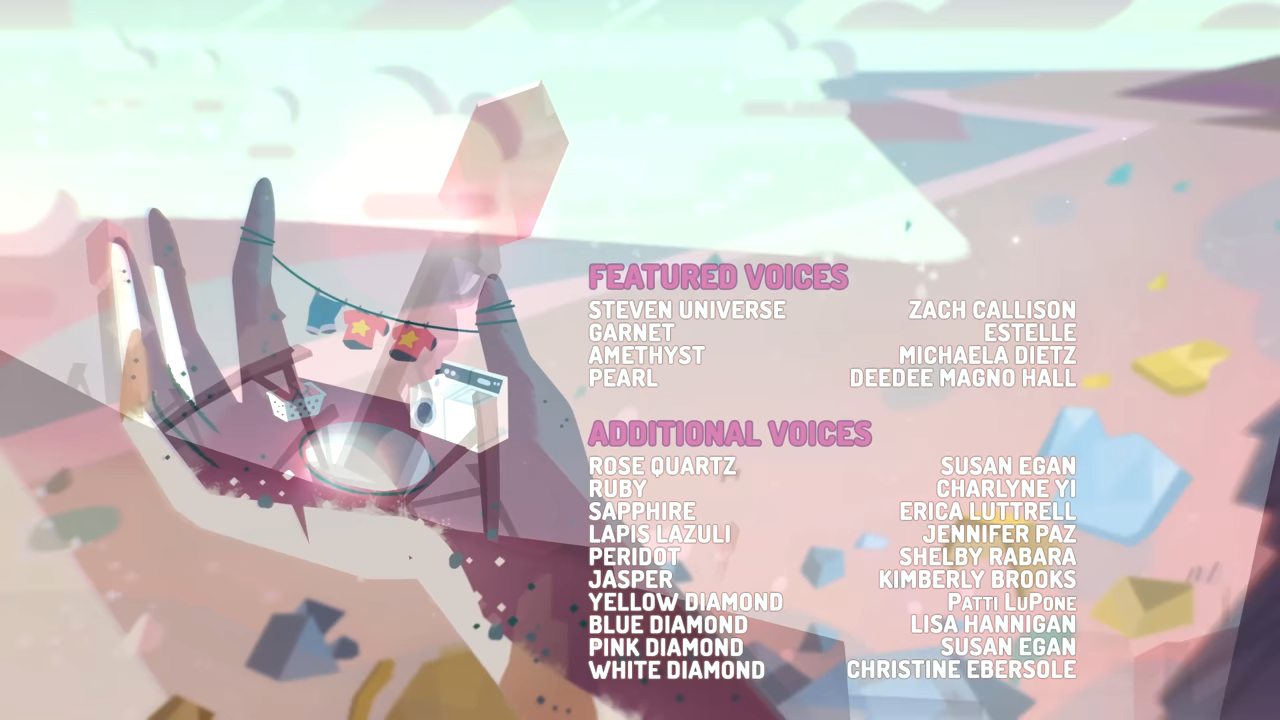 FEATURED VOICES
STEVEN UNIVERSE ZACH CALLISON
GARNET ESTELLE
AMETHYST MICHAELA DIETZ
PEARL DEEDEE MAGNO HALL
ADDITIONAL VOICES
ROSE QUARTZ SUSAN EGAN
RUBY CHARLYNE YI
SAPPHIRE ERICA LUTTRELL
LAPIS LAZULI JENNIFER PAZ
PERIDOT SHELBY RABARA
JASPER KIMBERLY BROOKS
YELLOW DIAMOND PATTI LUPONE
BLUE DIAMOND LISA HANNIGAN
PINK DIAMOND SUSAN EGAN
WHITE DIAMOND CHRISTINE EBERSOLE